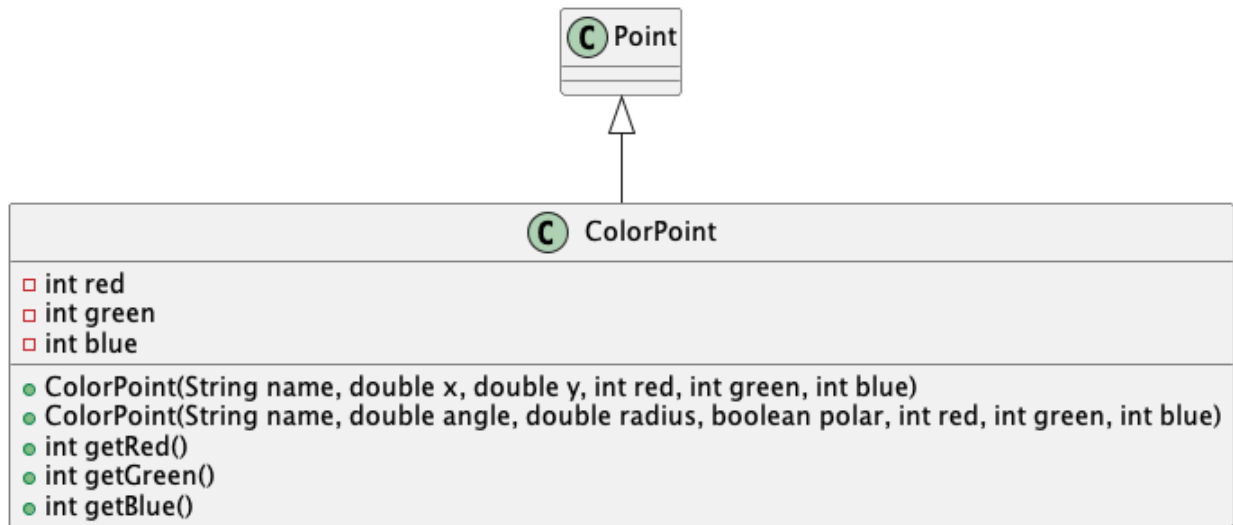 C Point
C ColorPoint
int red
int green
int blue
ColorPoint(String name, double x, double y, int red, int green, int blue)
ColorPoint(String name, double angle, double radius, boolean polar, int red, int green, int blue)
int getRed()
int getGreen()
int getBlue()